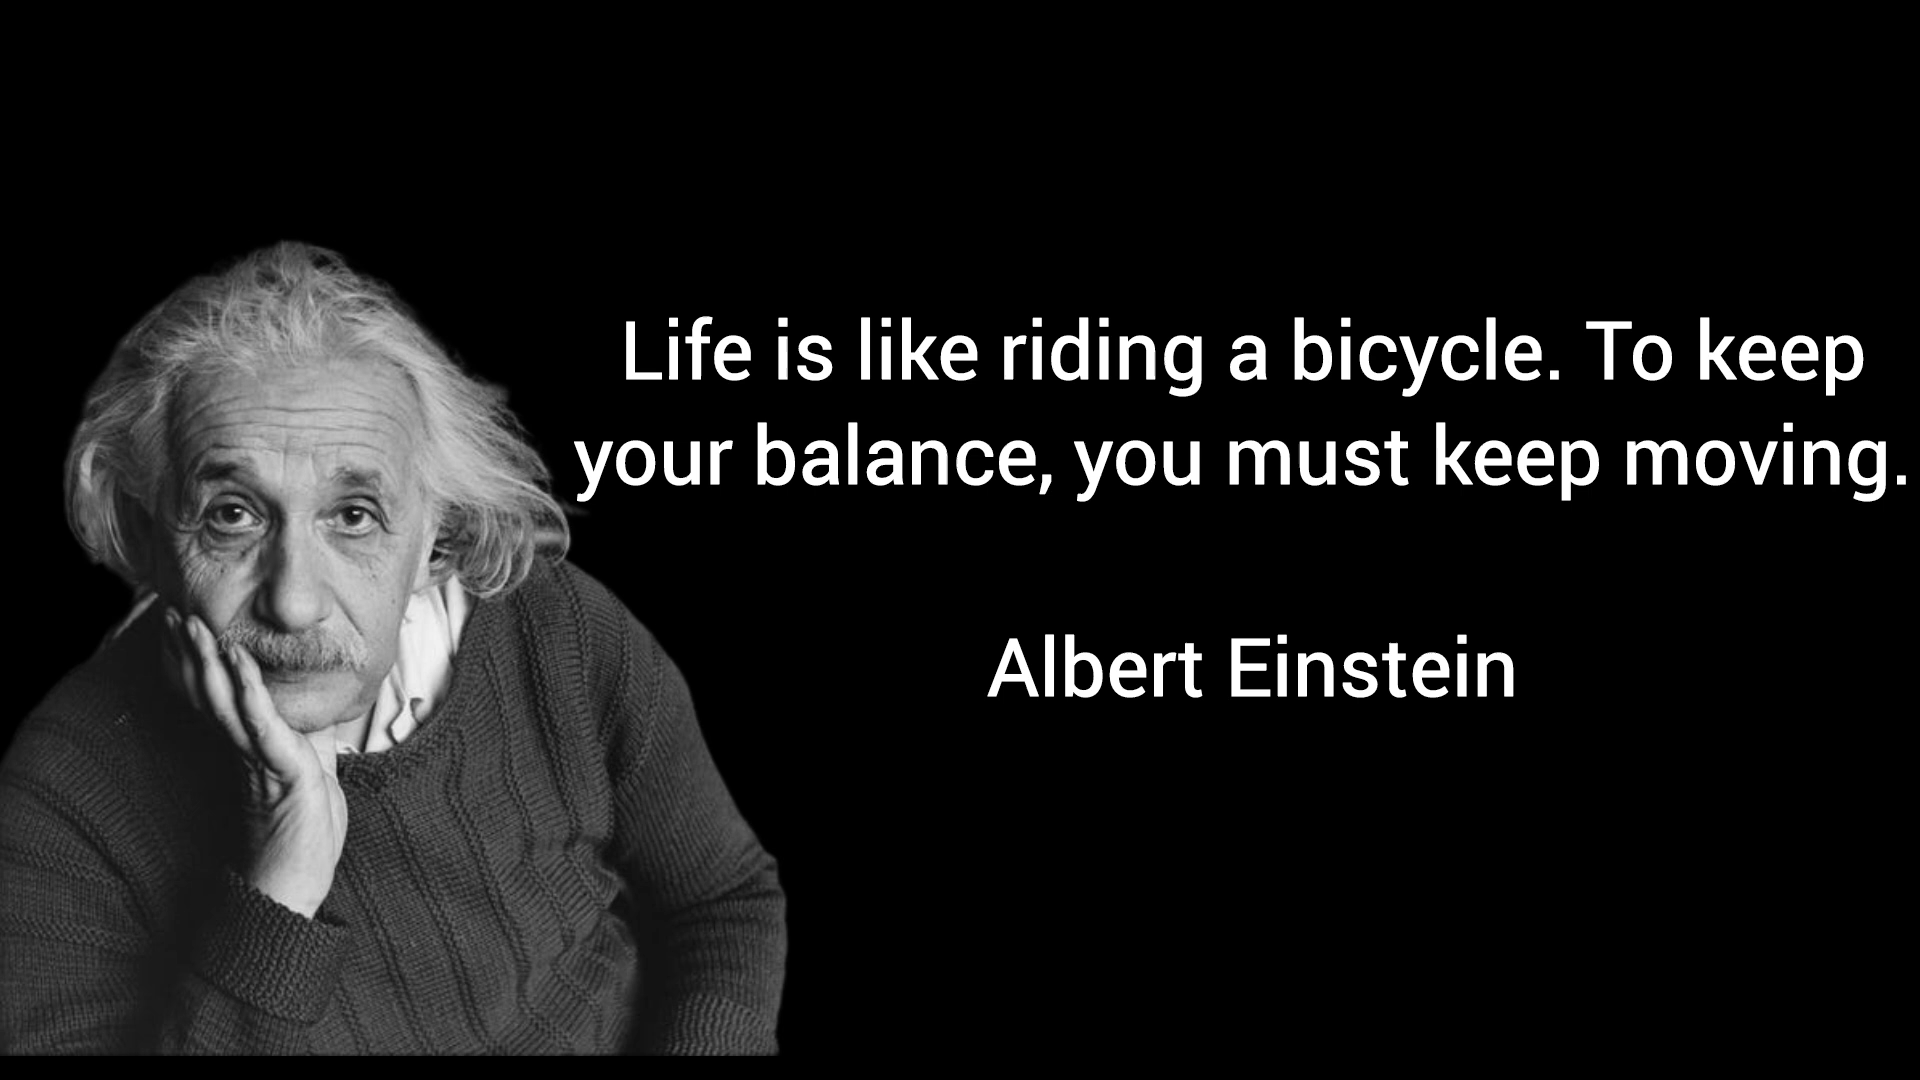 Life is like riding a bicycle. To keep
your balance, you must keep moving.
Albert Einstein